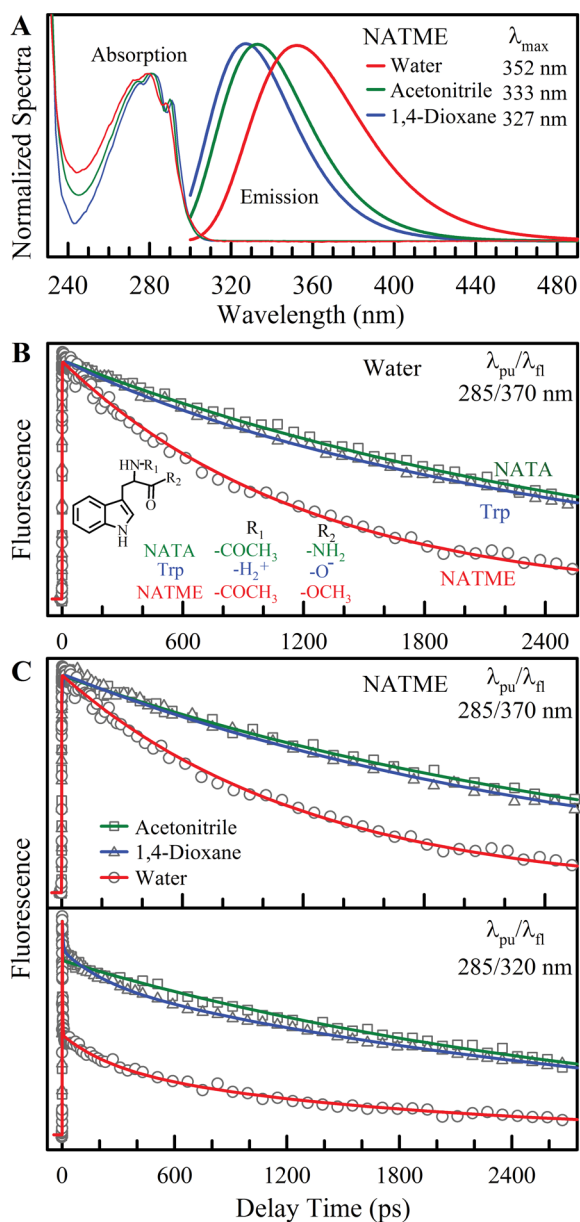 A
Absorption
NATME λmax
Water 352 nm
Acetonitrile 333 nm
1,4-Dioxane 327 nm
Emission
Normalized Spectra
240 280 320 360 400 440 480
Wavelength (nm)
B
Water
λpu/λfl
285/370 nm
NATA
Trp
NATME
HN-R1
R2
O
N
H
R1 R2
NATA -COCH3 -NH2
Trp -H2+ -O-
NATME -COCH3 -OCH3
Fluorescence
0 600 1200 1800 2400
C
NATME
λpu/λfl
285/370 nm
Acetonitrile
1,4-Dioxane
Water
Fluorescence
λpu/λfl
285/320 nm
0 600 1200 1800 2400
Delay Time (ps)